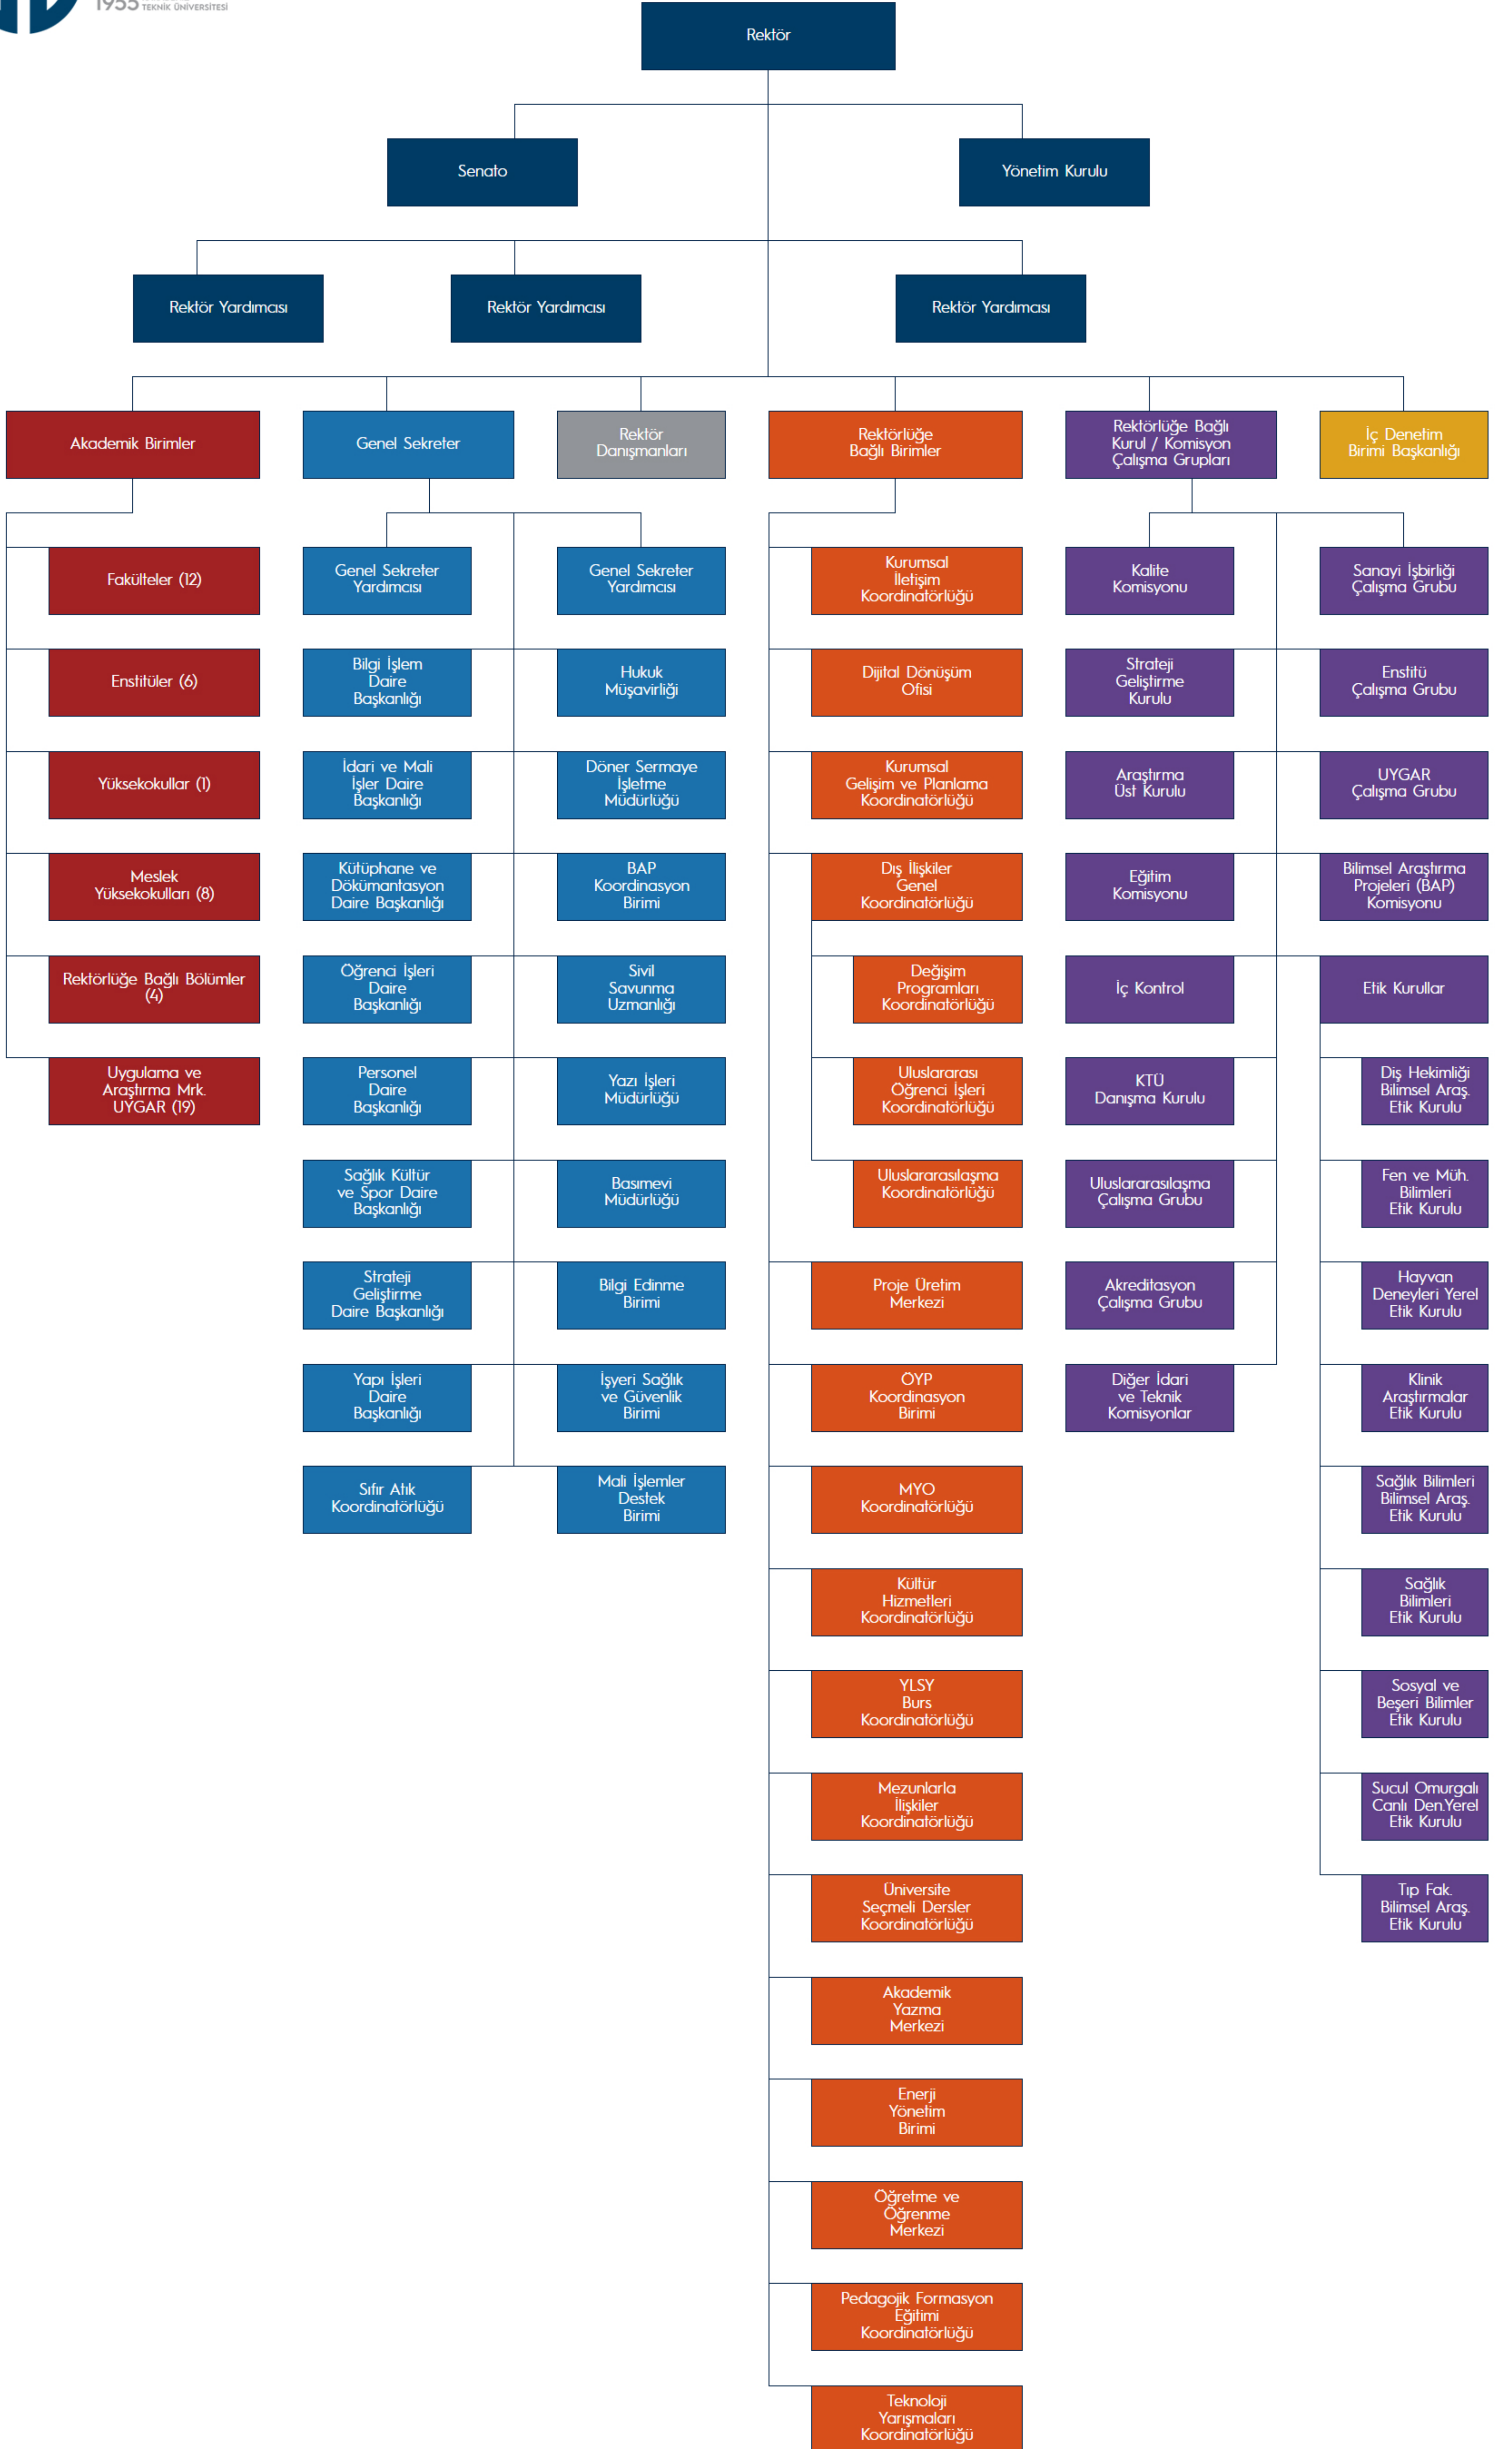 1955 TEKNİK ÜNİVERSİTESİ
Rektör
Senato
Yönetim Kurulu
Rektör Yardımcısı
Rektör Yardımcısı
Rektör Yardımcısı
Akademik Birimler
Genel Sekreter
Rektör
Danışmanları
Rektörlüğe
Bağlı Birimler
Rektörlüğe Bağlı
Kurul / Komisyon
Çalışma Grupları
İç Denetim
Birimi Başkanlığı
Fakülteler (12)
Enstitüler (6)
Yüksekokullar (1)
Meslek
Yüksekokulları (8)
Rektörlüğe Bağlı Bölümler
(4)
Uygulama ve
Araştırma Mrk.
UYGAR (19)
Genel Sekreter
Yardımcısı
Bilgi İşlem
Daire
Başkanlığı
İdari ve Mali
İşler Daire
Başkanlığı
Kütüphane ve
Dökümantasyon
Daire Başkanlığı
Öğrenci İşleri
Daire
Başkanlığı
Personel
Daire
Başkanlığı
Sağlık Kültür
ve Spor Daire
Başkanlığı
Strateji
Geliştirme
Daire Başkanlığı
Yapı İşleri
Daire
Başkanlığı
Sıfır Atık
Koordinatörlüğü
Genel Sekreter
Yardımcısı
Hukuk
Müşavirliği
Döner Sermaye
İşletme
Müdürlüğü
BAP
Koordinasyon
Birimi
Sivil
Savunma
Uzmanlığı
Yazı İşleri
Müdürlüğü
Basımevi
Müdürlüğü
Bilgi Edinme
Birimi
İşyeri Sağlık
ve Güvenlik
Birimi
Mali İşlemler
Destek
Birimi
Kurumsal
İletişim
Koordinatörlüğü
Dijital Dönüşüm
Ofisi
Kurumsal
Gelişim ve Planlama
Koordinatörlüğü
Dış İlişkiler
Genel
Koordinatörlüğü
Değişim
Programları
Koordinatörlüğü
Uluslararası
Öğrenci İşleri
Koordinatörlüğü
Uluslararasılaşma
Koordinatörlüğü
Proje Üretim
Merkezi
ÖYP
Koordinasyon
Birimi
MYO
Koordinatörlüğü
Kültür
Hizmetleri
Koordinatörlüğü
YLSY
Burs
Koordinatörlüğü
Mezunlarla
İlişkiler
Koordinatörlüğü
Üniversite
Seçmeli Dersler
Koordinatörlüğü
Akademik
Yazma
Merkezi
Enerji
Yönetim
Birimi
Öğretme ve
Öğrenme
Merkezi
Pedagojik Formasyon
Eğitimi
Koordinatörlüğü
Teknoloji
Yarışmaları
Koordinatörlüğü
Kalite
Komisyonu
Strateji
Geliştirme
Kurulu
Araştırma
Üst Kurulu
Eğitim
Komisyonu
İç Kontrol
KTÜ
Danışma Kurulu
Uluslararasılaşma
Çalışma Grubu
Akreditasyon
Çalışma Grubu
Diğer İdari
ve Teknik
Komisyonlar
Sanayi İşbirliği
Çalışma Grubu
Enstitü
Çalışma Grubu
UYGAR
Çalışma Grubu
Bilimsel Araştırma
Projeleri (BAP)
Komisyonu
Etik Kurullar
Diş Hekimliği
Bilimsel Araş.
Etik Kurulu
Fen ve Müh.
Bilimleri
Etik Kurulu
Hayvan
Deneyleri Yerel
Etik Kurulu
Klinik
Araştırmalar
Etik Kurulu
Sağlık Bilimleri
Bilimsel Araş.
Etik Kurulu
Sağlık
Bilimleri
Etik Kurulu
Sosyal ve
Beşeri Bilimler
Etik Kurulu
Sucul Omurgalı
Canlı Den.Yerel
Etik Kurulu
Tıp Fak.
Bilimsel Araş.
Etik Kurulu